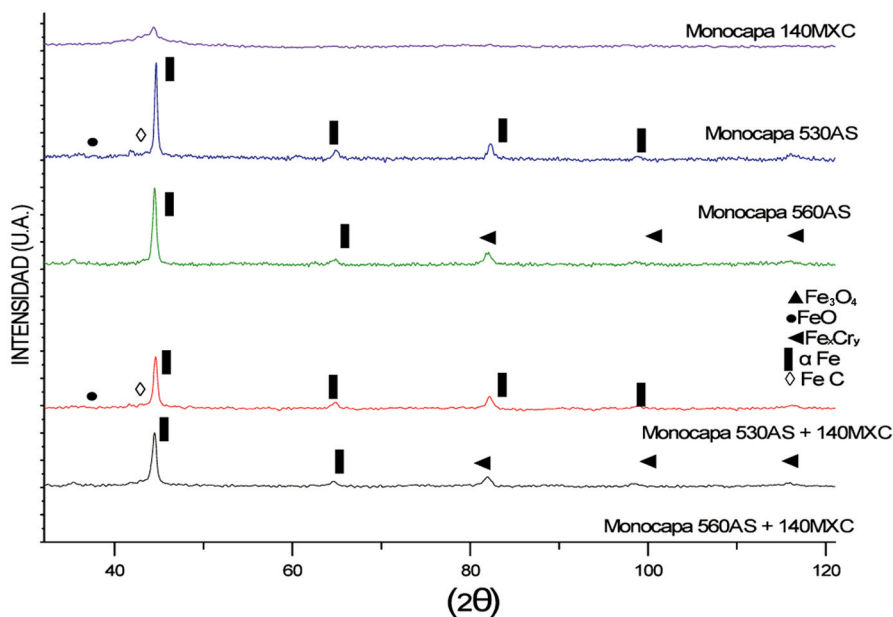 Monocapa 140MXC
Monocapa 530AS
Monocapa 560AS
▲Fe₃O₄
●FeO
◀FeₓCrᵧ
▮ α Fe
◇ Fe C
Monocapa 530AS + 140MXC
Monocapa 560AS + 140MXC
INTENSIDAD (U.A.)
40 60 80 100 120
(2θ)